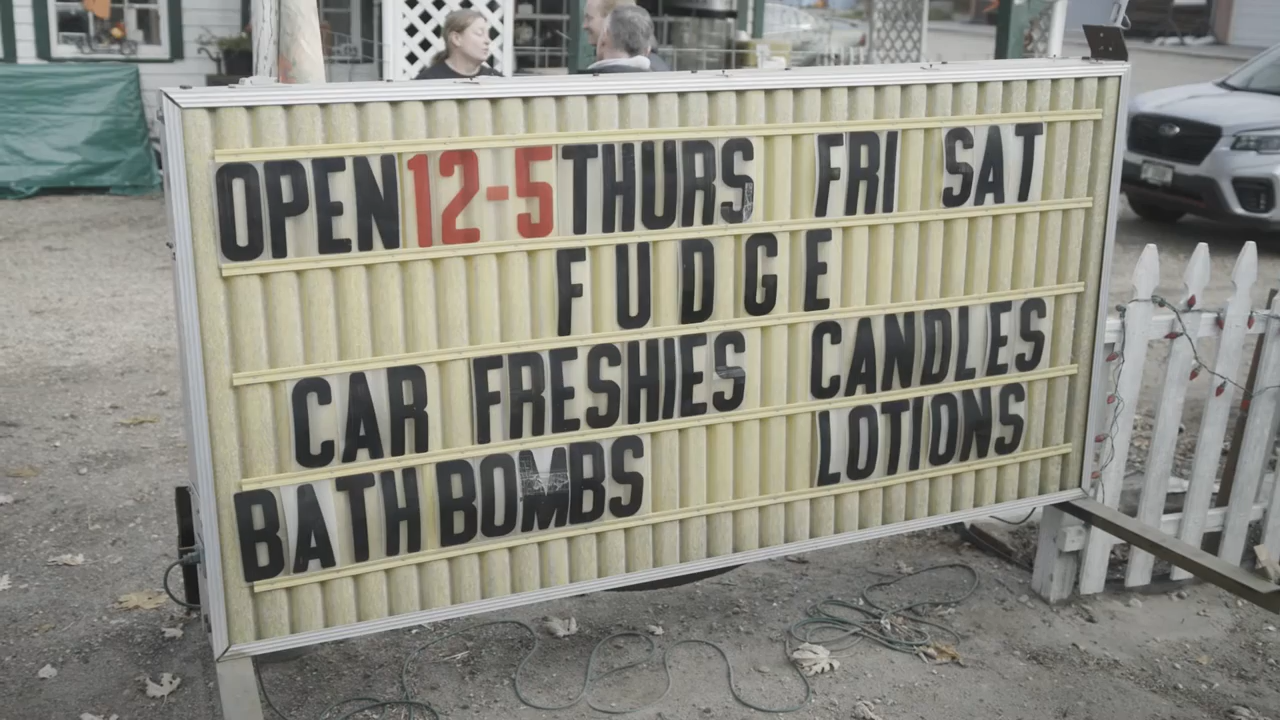 OPEN 12-5 THURS FRI SAT
FUDGE
CAR FRESHIES CANDLES
BATH BOMBS LOTIONS